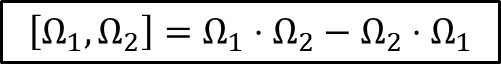 [Ω₁, Ω₂] = Ω₁ · Ω₂ − Ω₂ · Ω₁